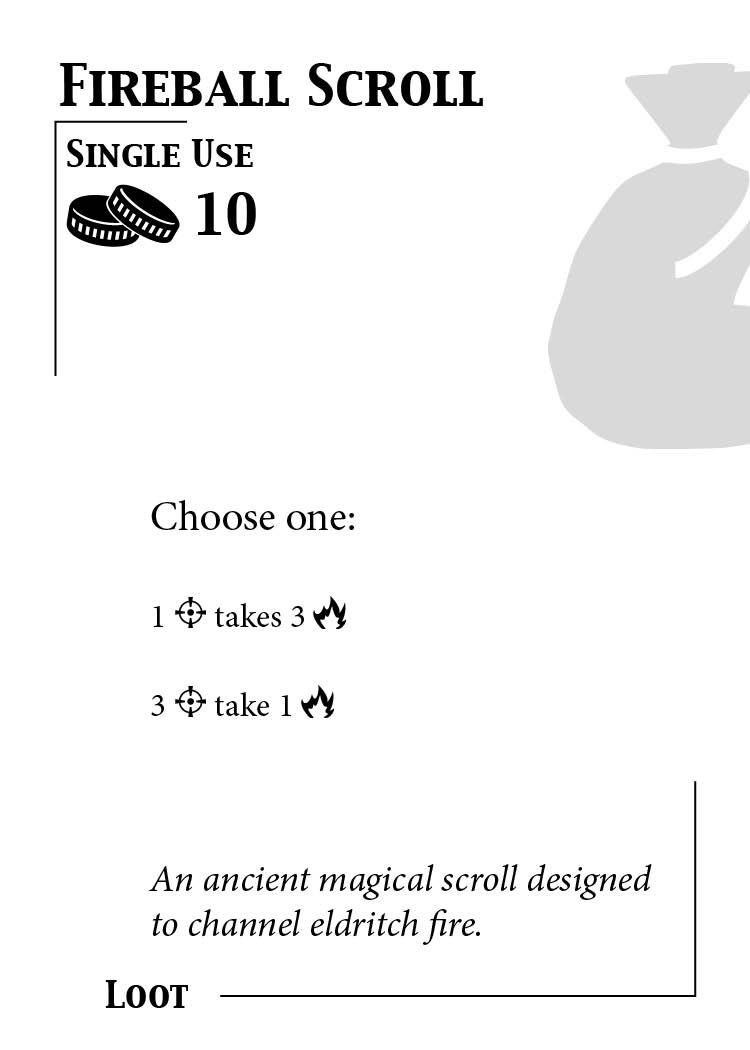 Fireball Scroll
Single Use
10
Choose one:
1 takes 3
3 take 1
An ancient magical scroll designed
to channel eldritch fire.
Loot